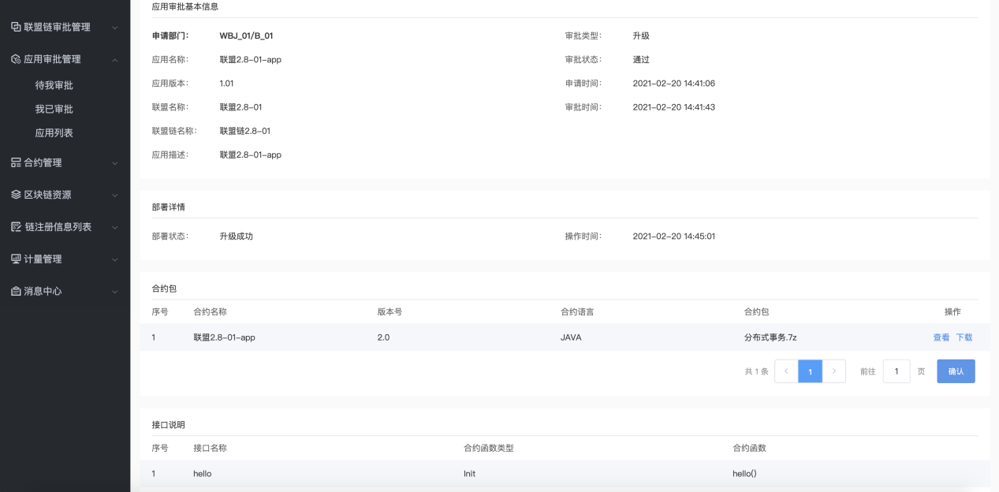 应用审批基本信息
联盟链审批管理
应用审批管理
待我审批
我已审批
应用列表
合约管理
区块链资源
链注册信息列表
计量管理
消息中心
申请部门： WBJ_01/B_01 审批类型： 升级
应用名称： 联盟2.8-01-app 审批状态： 通过
应用版本： 1.01 申请时间： 2021-02-20 14:41:06
联盟名称： 联盟2.8-01 审批时间： 2021-02-20 14:41:43
联盟链名称： 联盟链2.8-01
应用描述： 联盟2.8-01-app
部署详情
部署状态： 升级成功 操作时间： 2021-02-20 14:45:01
合约包
序号 合约名称 版本号 合约语言 合约包 操作
1 联盟2.8-01-app 2.0 JAVA 分布式事务.7z 查看 下载
共 1 条 < 1 > 前往 1 页 确认
接口说明
序号 接口名称 合约函数类型 合约函数
1 hello Init hello()